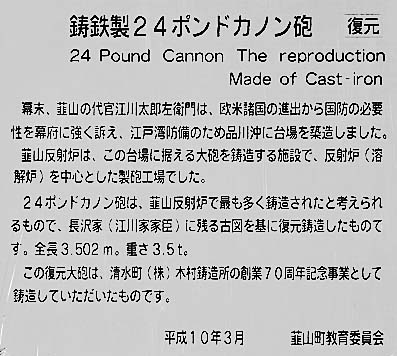 鋳鉄製24ポンドカノン砲 復元
24 Pound Cannon The reproduction
Made of Cast-iron
幕末、韮山の代官江川太郎左衛門は、欧米諸国の進出から国防の必要
性を幕府に強く訴え、江戸湾防備のため品川沖に台場を築造しました。
韮山反射炉は、この台場に据える大砲を鋳造する施設で、反射炉(溶
解炉)を中心とした製砲工場でした。
24ポンドカノン砲は、韮山反射炉で最も多く鋳造されたと考えられ
るもので、長沢家(江川家家臣)に残る古図を基に復元鋳造したもので
す。全長3.502m。重さ3.5t。
この復元大砲は、清水町(株)木村鋳造所の創業70周年記念事業として
鋳造していただいたものです。
平成10年3月 韮山町教育委員会